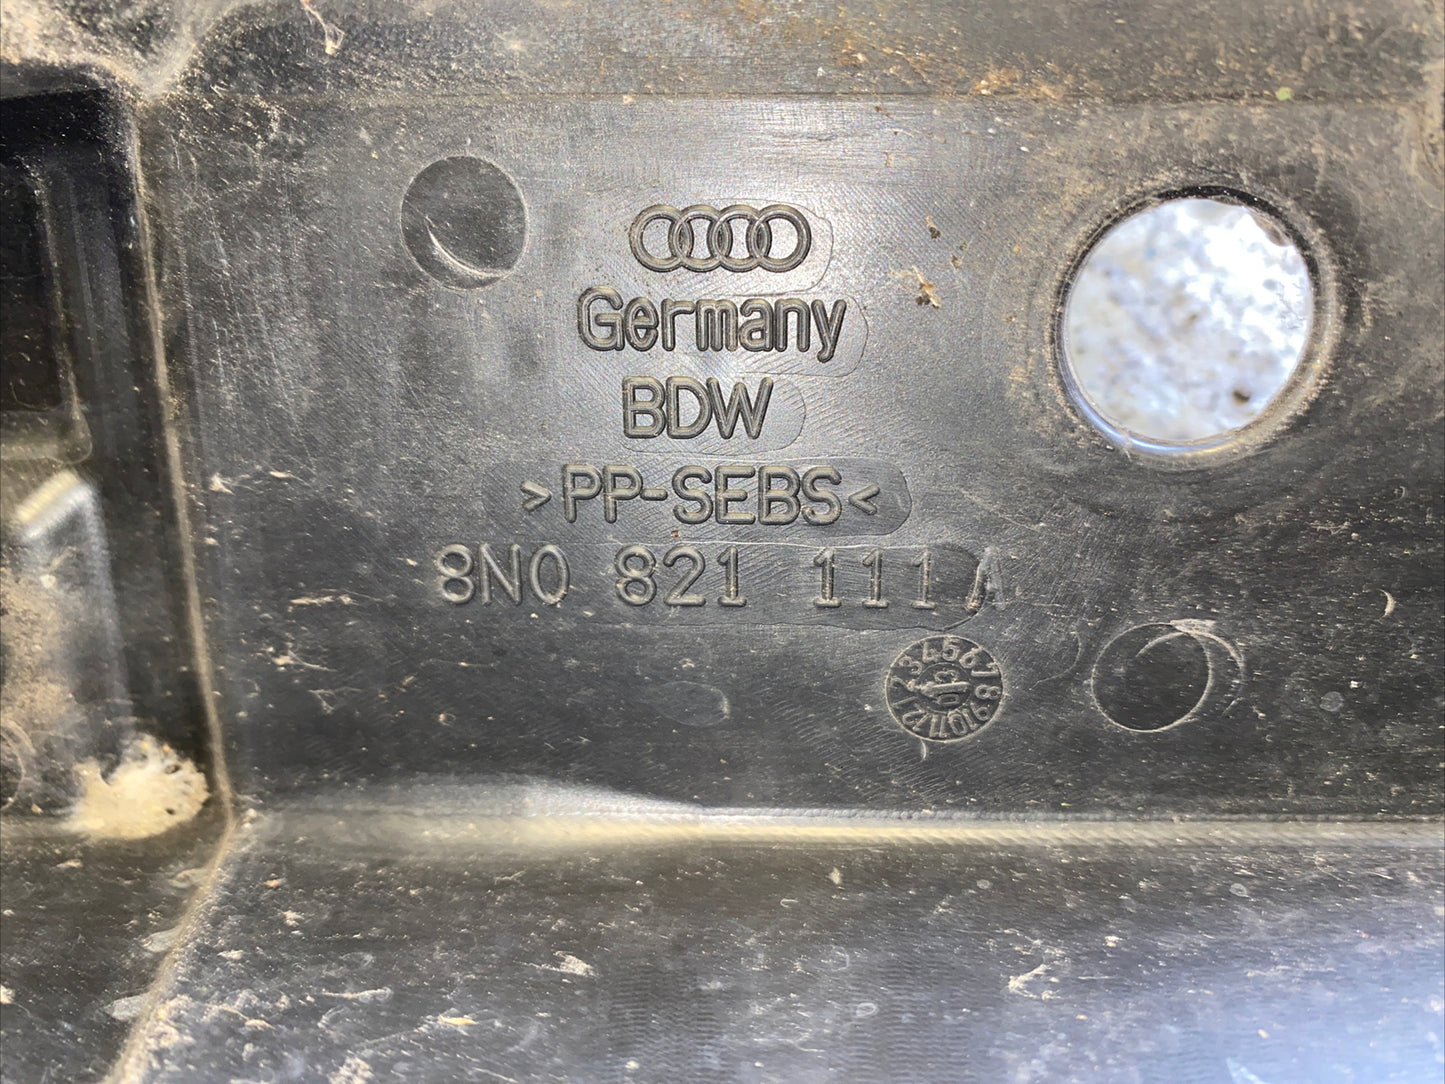 Germany
BDW
>PP-SEBS<
8N0 821 111 A